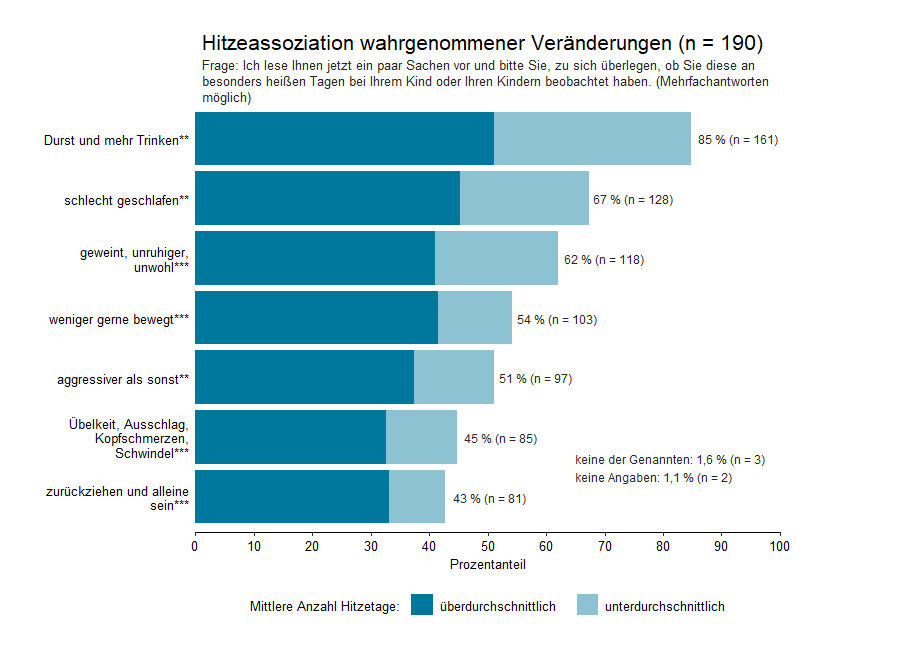 Hitzeassoziation wahrgenommener Veränderungen (n = 190)
Frage: Ich lese Ihnen jetzt ein paar Sachen vor und bitte Sie, zu sich überlegen, ob Sie diese an
besonders heißen Tagen bei Ihrem Kind oder Ihren Kindern beobachtet haben. (Mehrfachantworten
möglich)
Durst und mehr Trinken**
85 % (n = 161)
schlecht geschlafen**
67 % (n = 128)
geweint, unruhiger,
unwohl***
62 % (n = 118)
weniger gerne bewegt***
54 % (n = 103)
aggressiver als sonst**
51 % (n = 97)
Übelkeit, Ausschlag,
Kopfschmerzen,
Schwindel***
45 % (n = 85)
keine der Genannten: 1,6 % (n = 3)
keine Angaben: 1,1 % (n = 2)
zurückziehen und alleine
sein***
43 % (n = 81)
0 10 20 30 40 50 60 70 80 90 100
Prozentanteil
Mittlere Anzahl Hitzetage: überdurchschnittlich unterdurchschnittlich